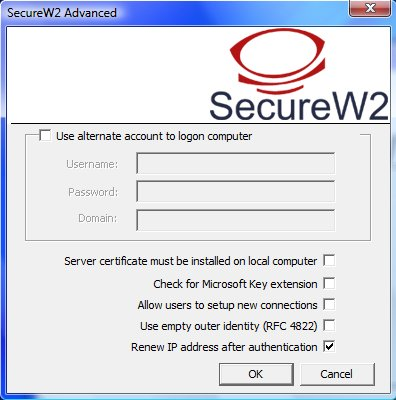 SecureW2 Advanced
SecureW2
Use alternate account to logon computer
Username:
Password:
Domain:
Server certificate must be installed on local computer
Check for Microsoft Key extension
Allow users to setup new connections
Use empty outer identity (RFC 4822)
Renew IP address after authentication
OK Cancel